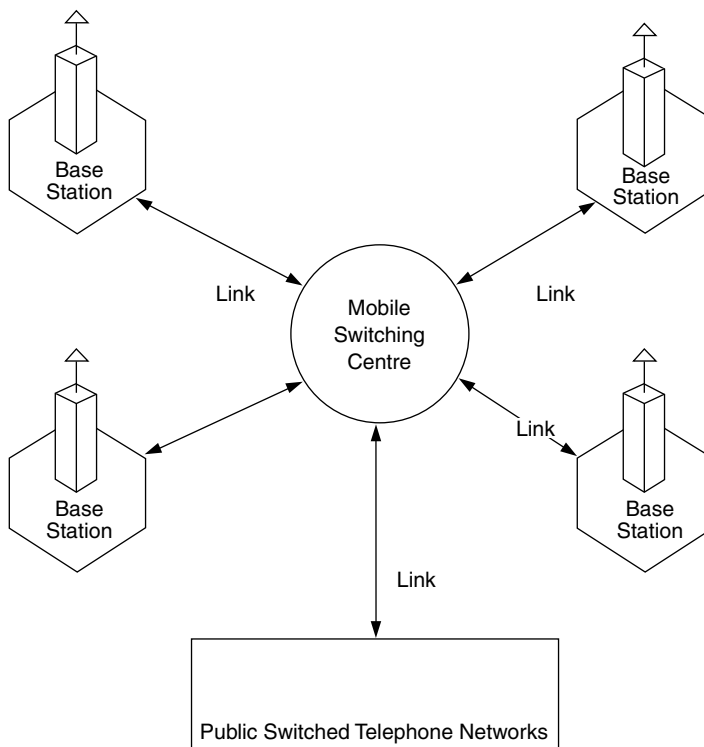 Base
Station
Base
Station
Link
Mobile
Switching
Centre
Link
Base
Station
Link
Base
Station
Link
Public Switched Telephone Networks